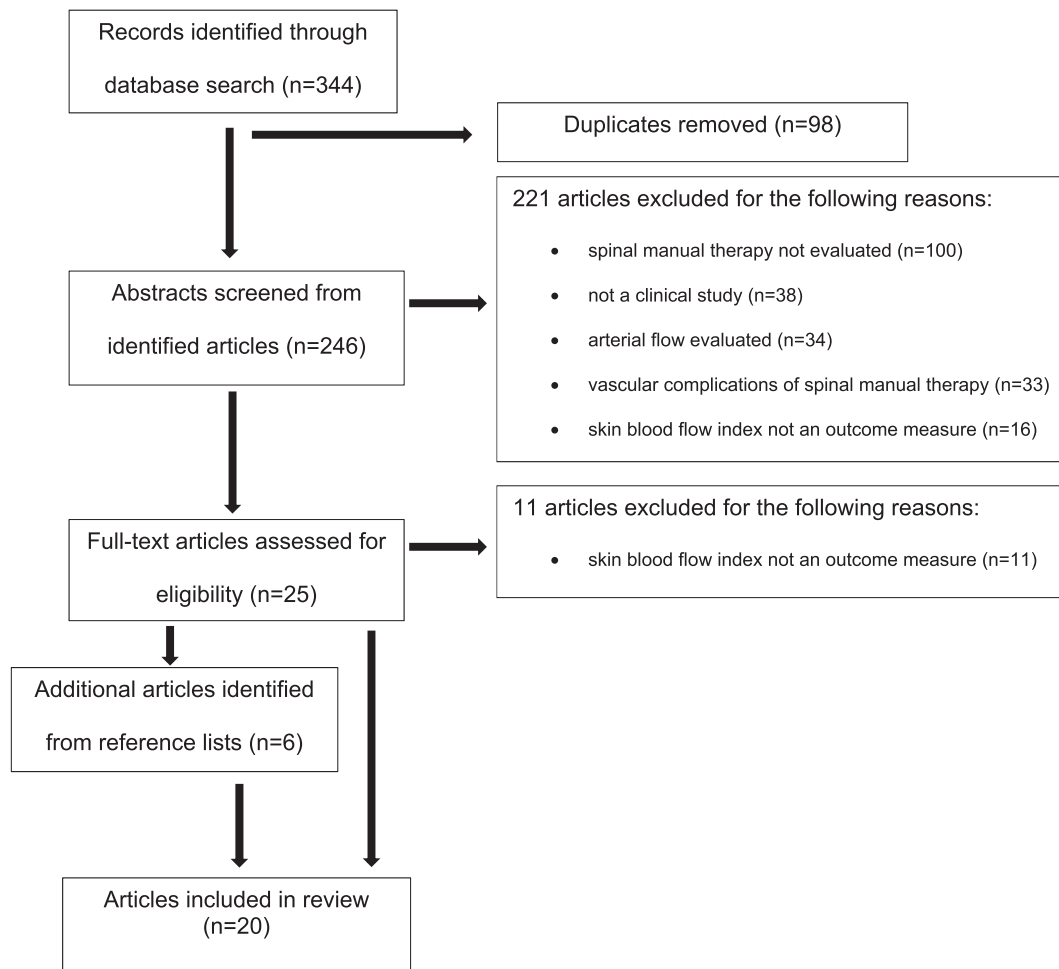 Records identified through
database search (n=344)
Duplicates removed (n=98)
221 articles excluded for the following reasons:
• spinal manual therapy not evaluated (n=100)
• not a clinical study (n=38)
• arterial flow evaluated (n=34)
• vascular complications of spinal manual therapy (n=33)
• skin blood flow index not an outcome measure (n=16)
Abstracts screened from
identified articles (n=246)
11 articles excluded for the following reasons:
• skin blood flow index not an outcome measure (n=11)
Full-text articles assessed for
eligibility (n=25)
Additional articles identified
from reference lists (n=6)
Articles included in review
(n=20)